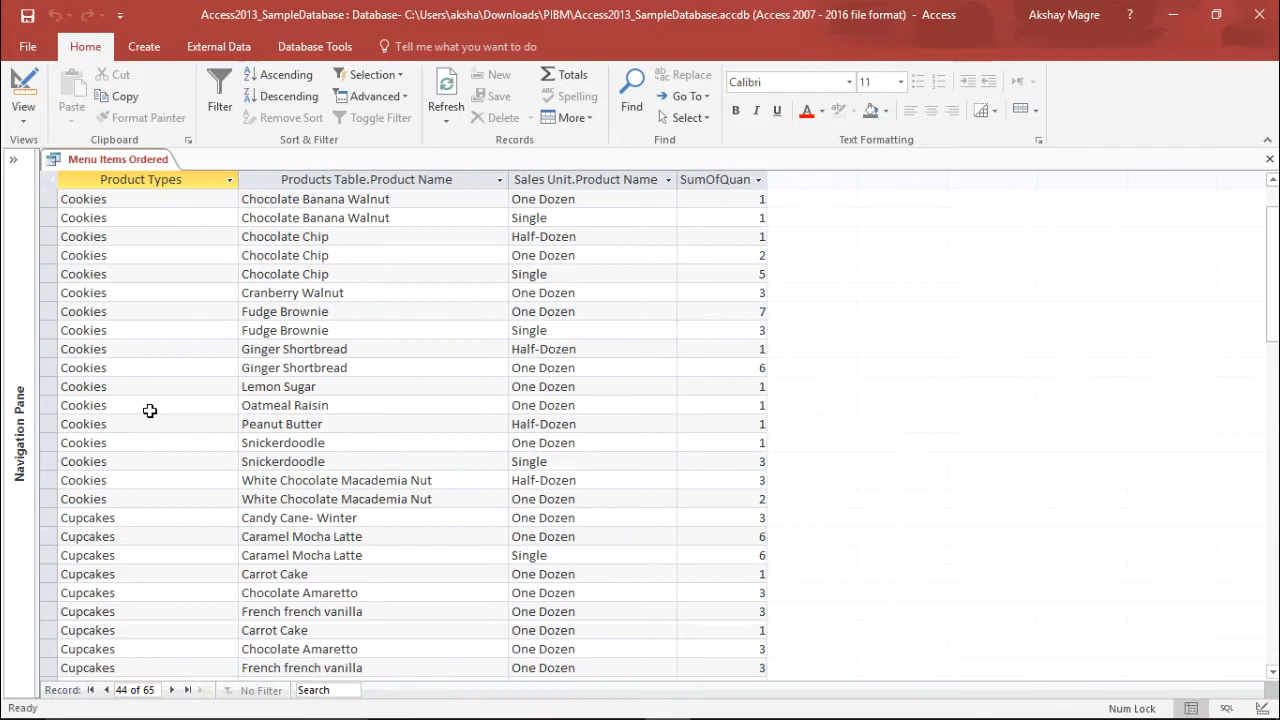 Access2013_SampleDatabase : Database- C:\Users\aksha\Downloads\PIBM\Access2013_SampleDatabase.accdb (Access 2007 - 2016 file format) - Access Akshay Magre ?
File Home Create External Data Database Tools Tell me what you want to do
View Paste Cut Copy Format Painter Filter Ascending Descending Remove Sort Selection Advanced Toggle Filter Refresh New Save Delete Totals Spelling More Find Replace Go To Select Calibri 11 B I U A
Views Clipboard Sort & Filter Records Find Text Formatting
Menu Items Ordered
Navigation Pane
Product Types Products Table.Product Name Sales Unit.Product Name SumOfQuan
Cookies Chocolate Banana Walnut One Dozen 1
Cookies Chocolate Banana Walnut Single 1
Cookies Chocolate Chip Half-Dozen 1
Cookies Chocolate Chip One Dozen 2
Cookies Chocolate Chip Single 5
Cookies Cranberry Walnut One Dozen 3
Cookies Fudge Brownie One Dozen 7
Cookies Fudge Brownie Single 3
Cookies Ginger Shortbread Half-Dozen 1
Cookies Ginger Shortbread One Dozen 6
Cookies Lemon Sugar One Dozen 1
Cookies Oatmeal Raisin One Dozen 1
Cookies Peanut Butter Half-Dozen 1
Cookies Snickerdoodle One Dozen 1
Cookies Snickerdoodle Single 3
Cookies White Chocolate Macademia Nut Half-Dozen 3
Cookies White Chocolate Macademia Nut One Dozen 2
Cupcakes Candy Cane- Winter One Dozen 3
Cupcakes Caramel Mocha Latte One Dozen 6
Cupcakes Caramel Mocha Latte Single 6
Cupcakes Carrot Cake One Dozen 1
Cupcakes Chocolate Amaretto One Dozen 3
Cupcakes French french vanilla One Dozen 3
Cupcakes Carrot Cake One Dozen 1
Cupcakes Chocolate Amaretto One Dozen 3
Cupcakes French french vanilla One Dozen 3
Record: 44 of 65 No Filter Search
Ready Num Lock SQL